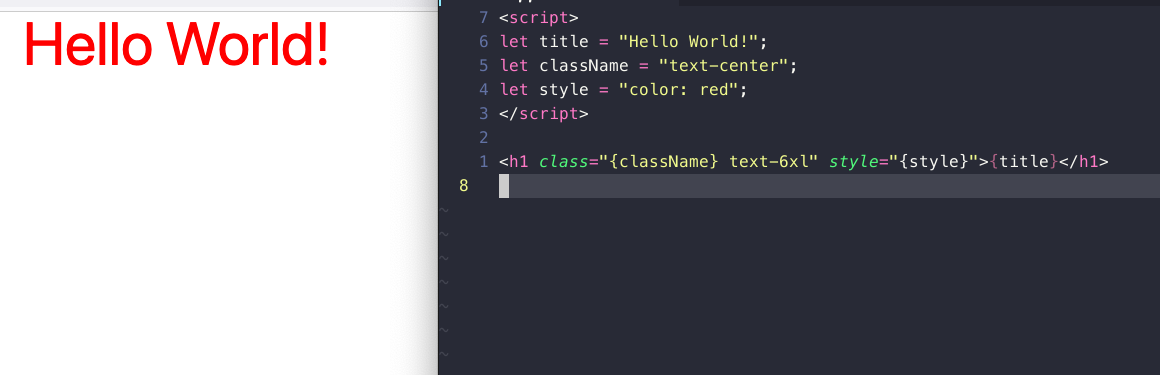 Hello World!
7 <script>
6 let title = "Hello World!";
5 let className = "text-center";
4 let style = "color: red";
3 </script>
2
1 <h1 class="{className} text-6xl" style="{style}">{title}</h1>
8
~
~
~
~
~
~
~